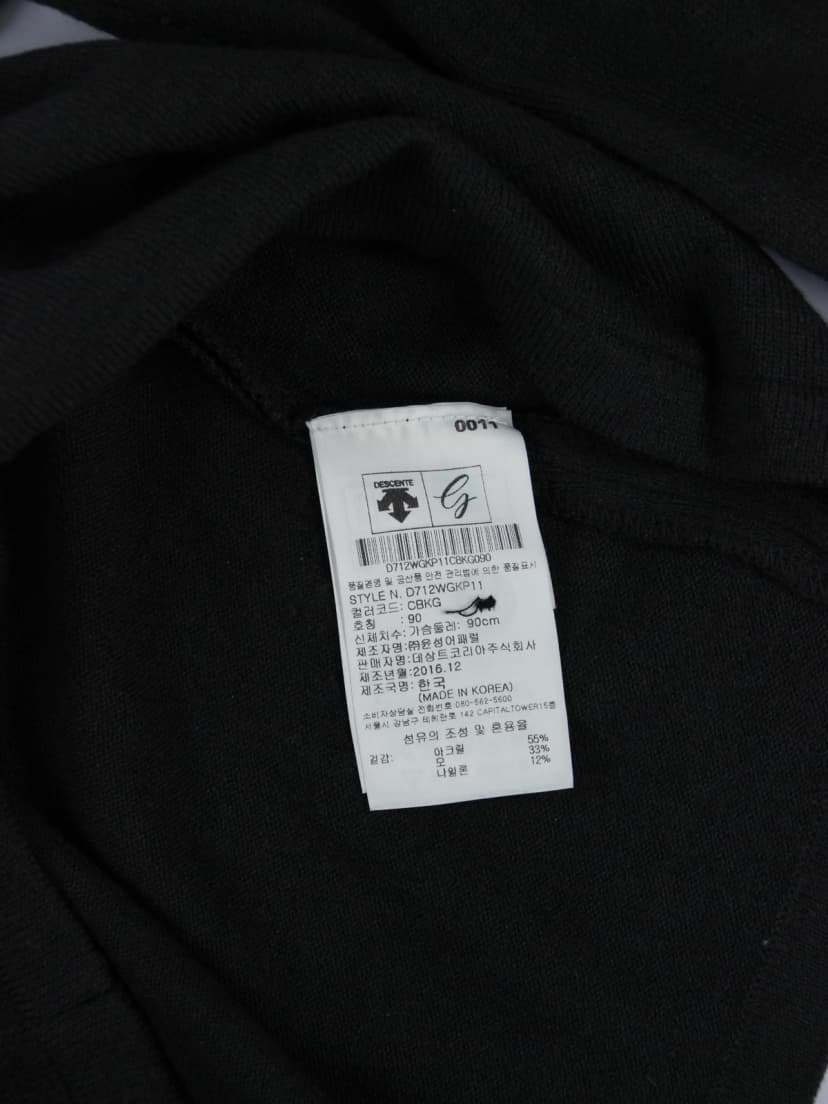 0011
DESCENTE G
D712WGKP11CBKG090
품질경영 및 공산품 안전 관리법에 의한 품질표시
STYLE N. D712WGKP11
컬러코드: CBKG
호칭 : 90
신체치수: 가슴둘레: 90cm
제조자명:㈜윤성어패럴
판매자명:데상트코리아주식회사
제조년월:2016.12
제조국명: 한국
(MADE IN KOREA)
소비자상담실 전화번호 080-562-5600
서울시 강남구 테헤란로 142 CAPITALTOWER15층
섬유의 조성 및 혼용율
겉감: 아크릴 55%
모 33%
나일론 12%